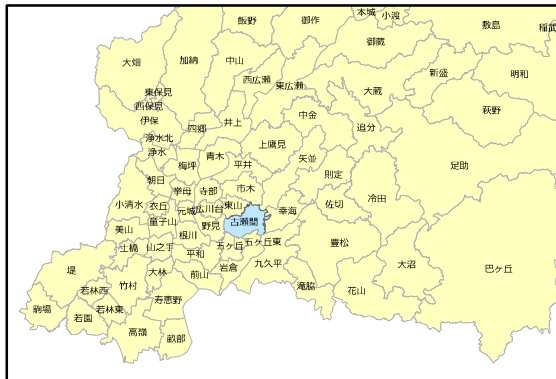 本城
小渡
飯野
御作
敷島
稲武
御蔵
大畑
加納
中山
西広瀬
東広瀬
新盛
明和
東保見
西保見
大蔵
萩野
伊保
四郷
井上
中金
追分
浄水北
浄水
上鷹見
青木
平井
矢並
足助
梅坪
則定
朝日
挙母
寺部
市木
佐切
冷田
小清水
衣丘
元城
広川台
東山
幸海
童子山
野見
古瀬間
美山
土橋
山之手
根川
五ヶ丘
五ヶ丘東
豊松
平和
岩倉
九久平
大沼
巴ヶ丘
堤
大林
前山
若林西
竹村
寿恵野
滝脇
花山
駒場
若園
若林東
高嶺
畝部